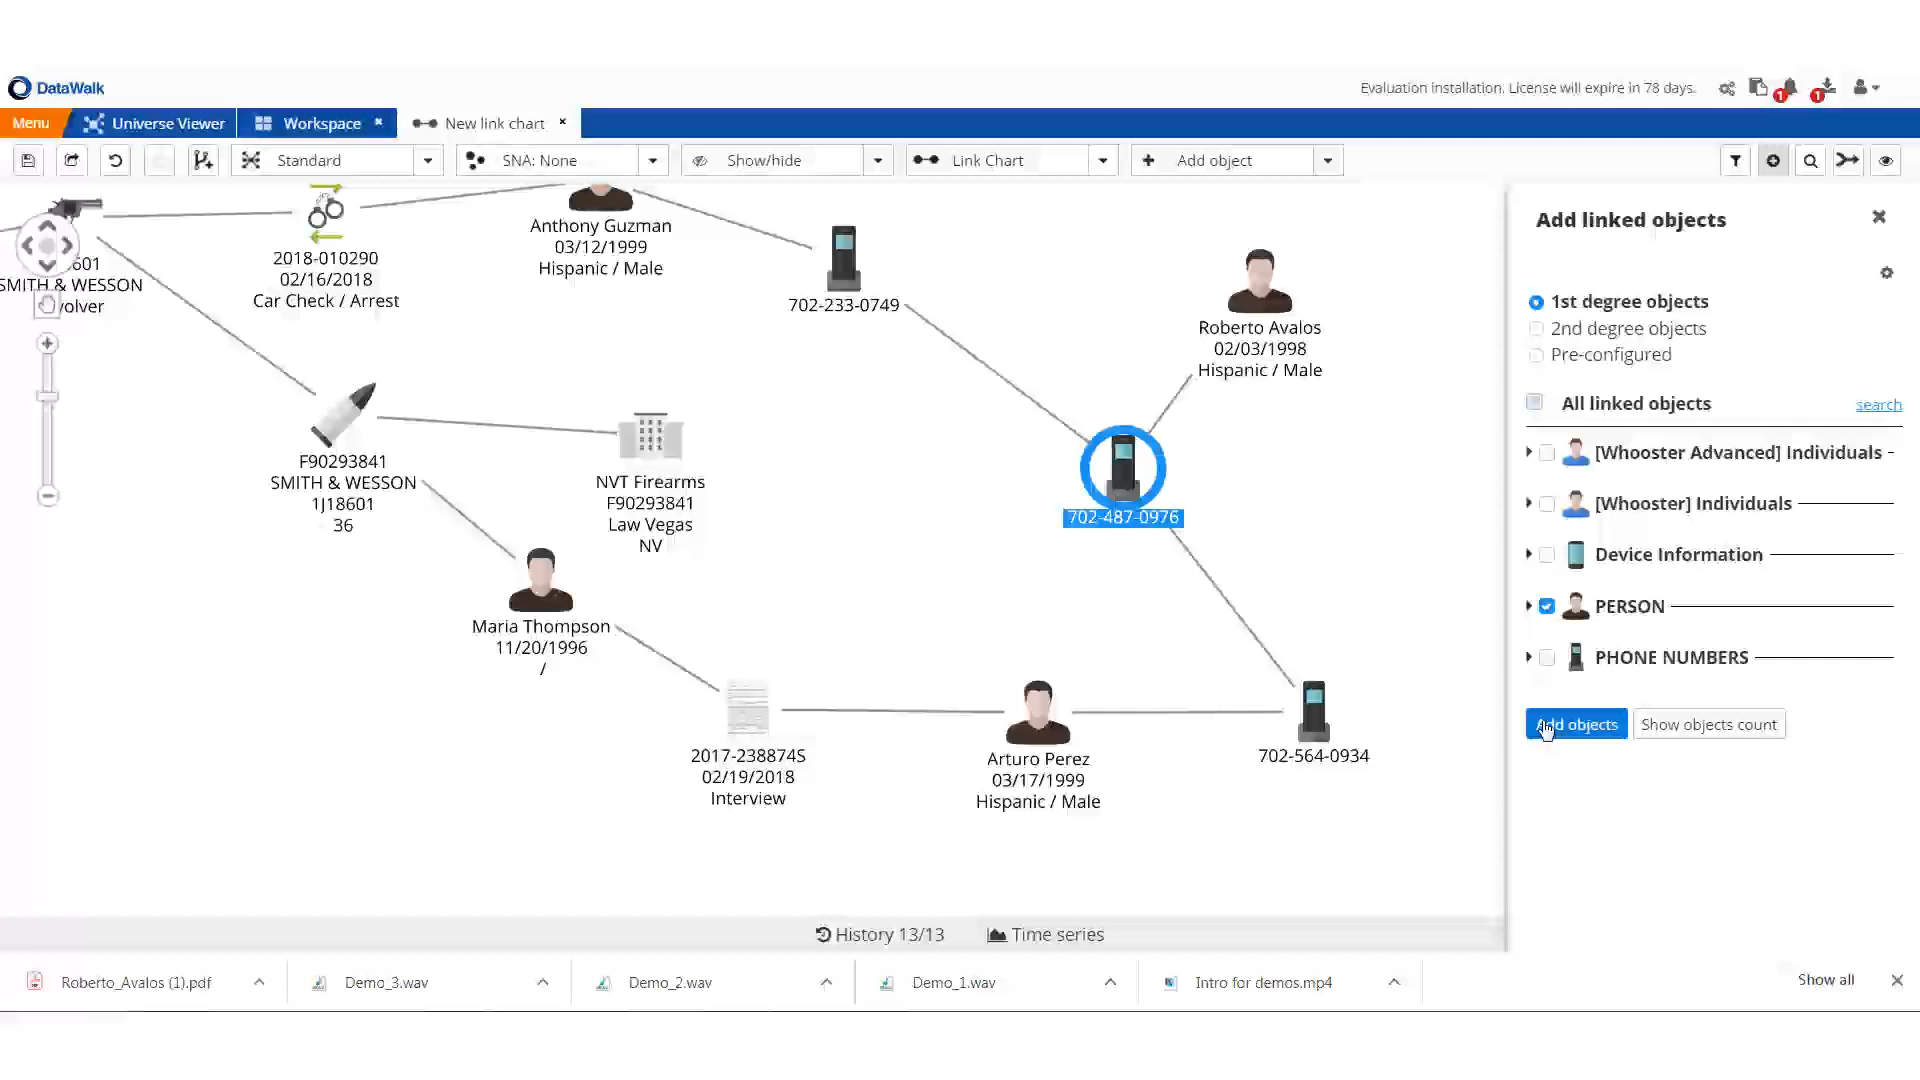 DataWalk
Evaluation installation. License will expire in 78 days.
1
1
Menu
Universe Viewer
Workspace
New link chart
Standard
SNA: None
Show/hide
Link Chart
Add object
601
SMITH & WESSON
volver
2018-010290
02/16/2018
Car Check / Arrest
Anthony Guzman
03/12/1999
Hispanic / Male
702-233-0749
Roberto Avalos
02/03/1998
Hispanic / Male
F90293841
SMITH & WESSON
1J18601
36
NVT Firearms
F90293841
Law Vegas
NV
702-487-0976
Maria Thompson
11/20/1996
/
2017-238874S
02/19/2018
Interview
Arturo Perez
03/17/1999
Hispanic / Male
702-564-0934
Add linked objects
1st degree objects
2nd degree objects
Pre-configured
All linked objects
search
[Whooster Advanced] Individuals
[Whooster] Individuals
Device Information
PERSON
PHONE NUMBERS
Add objects
Show objects count
History 13/13
Time series
Roberto_Avalos (1).pdf
Demo_3.wav
Demo_2.wav
Demo_1.wav
Intro for demos.mp4
Show all